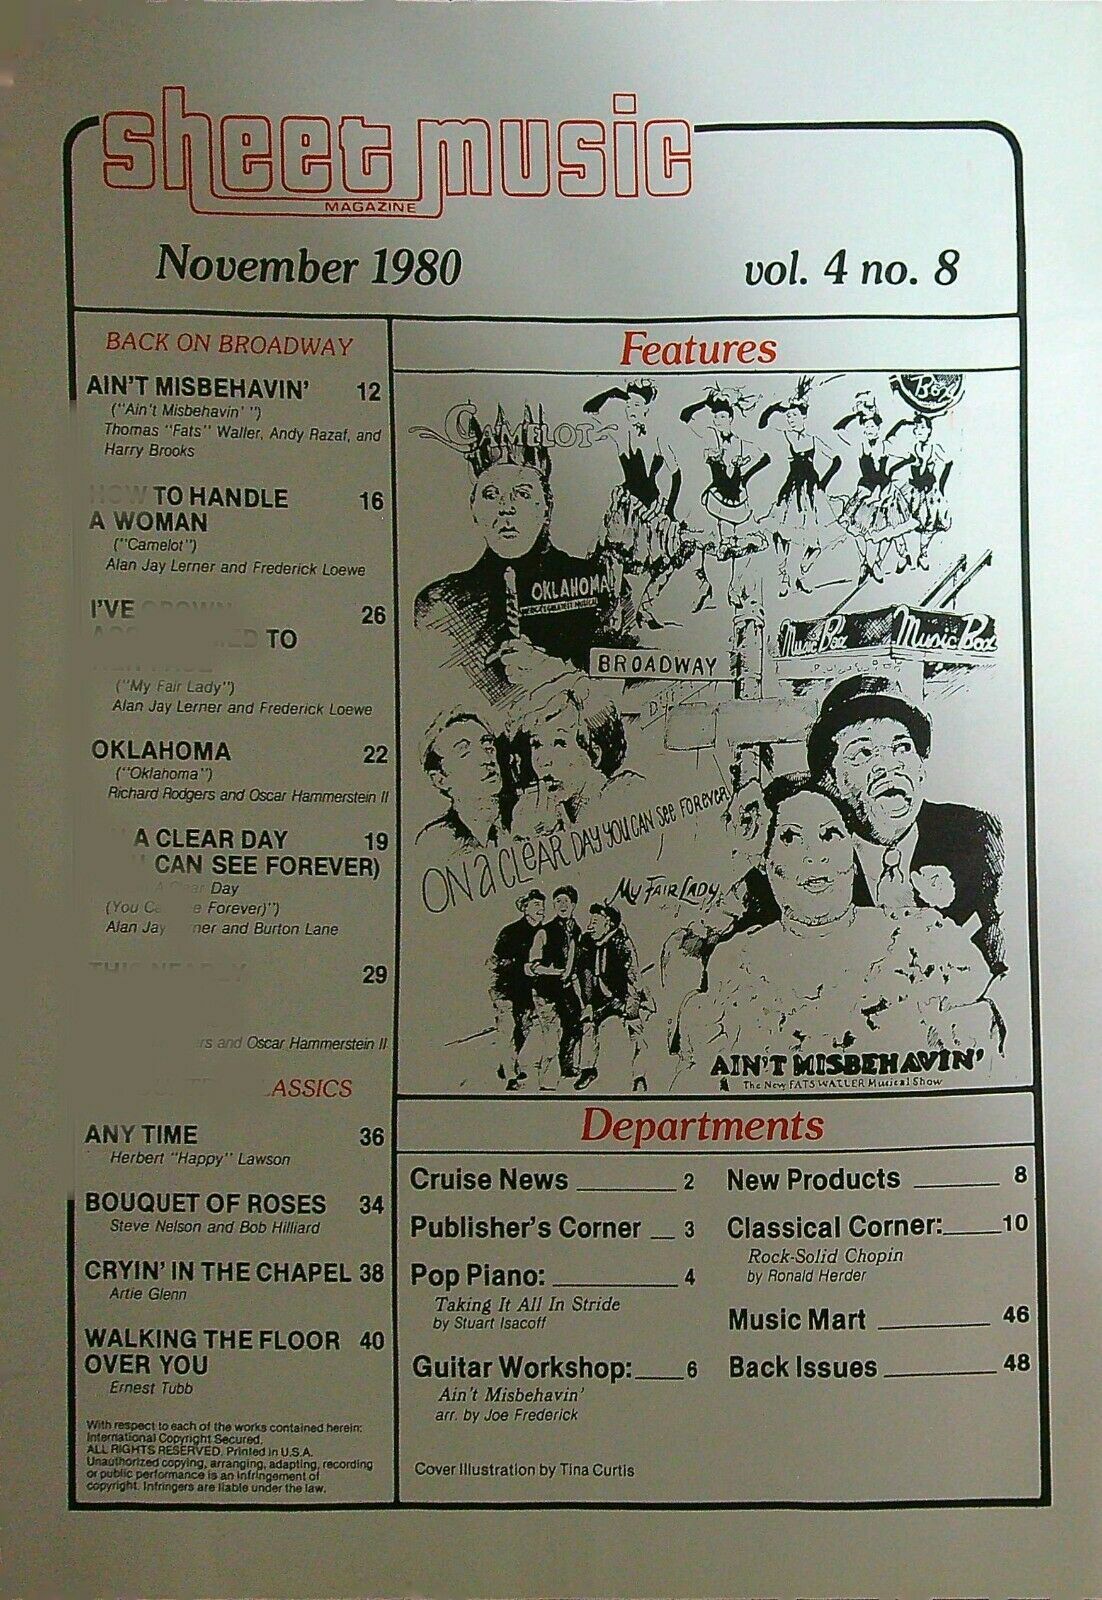 sheet music
MAGAZINE
November 1980
vol. 4 no. 8
BACK ON BROADWAY
AIN'T MISBEHAVIN' 12
("Ain't Misbehavin' ")
Thomas "Fats" Waller, Andy Razaf, and
Harry Brooks
HOW TO HANDLE 16
A WOMAN
("Camelot")
Alan Jay Lerner and Frederick Loewe
I'VE GROWN 26
TO
("My Fair Lady")
Alan Jay Lerner and Frederick Loewe
OKLAHOMA 22
("Oklahoma")
Richard Rodgers and Oscar Hammerstein II
A CLEAR DAY 19
CAN SEE FOREVER)
A Clear Day
(You Forever)")
Alan Jay and Burton Lane
29
and Oscar Hammerstein II
ANY TIME 36
Herbert "Happy" Lawson
BOUQUET OF ROSES 34
Steve Nelson and Bob Hilliard
CRYIN' IN THE CHAPEL 38
Artie Glenn
WALKING THE FLOOR 40
OVER YOU
Ernest Tubb
With respect to each of the works contained herein:
International Copyright Secured.
ALL RIGHTS RESERVED. Printed in U.S.A.
Unauthorized copying, arranging, adapting, recording
or public performance is an infringement of
copyright. Infringers are liable under the law.
Features
CAMELOT
Box
OKLAHOMA!
BROADWAY
Music Box
Music Box
ON A CLEAR DAY YOU CAN SEE FOREVER
MY FAIR LADY
AIN'T MISBEHAVIN'
The New FATS WALLER Musical Show
Departments
Cruise News 2
Publisher's Corner 3
Pop Piano: 4
Taking It All In Stride
by Stuart Isacoff
Guitar Workshop: 6
Ain't Misbehavin'
arr. by Joe Frederick
New Products 8
Classical Corner: 10
Rock-Solid Chopin
by Ronald Herder
Music Mart 46
Back Issues 48
Cover Illustration by Tina Curtis